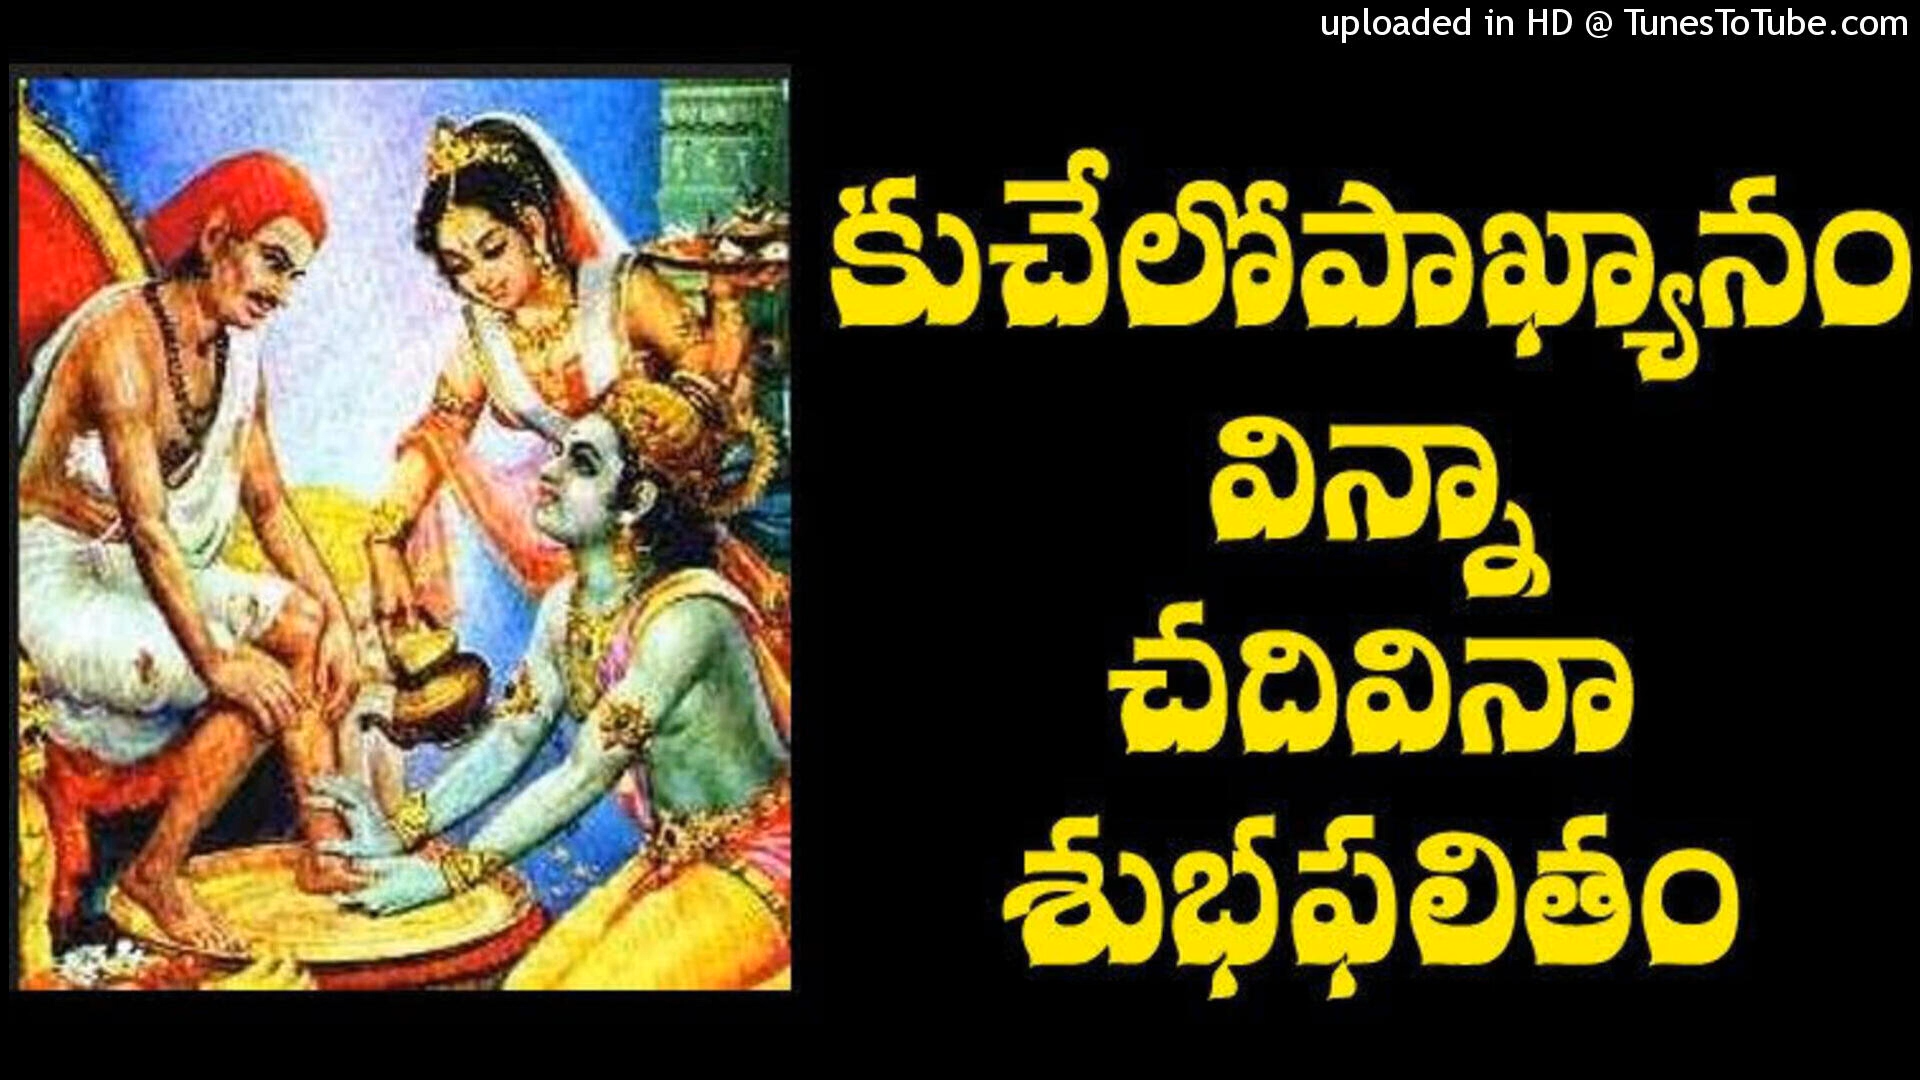 uploaded in HD @ TunesToTube.com
కుచేలోపాఖ్యానం
విన్నా
చదివినా
శుభఫలితం